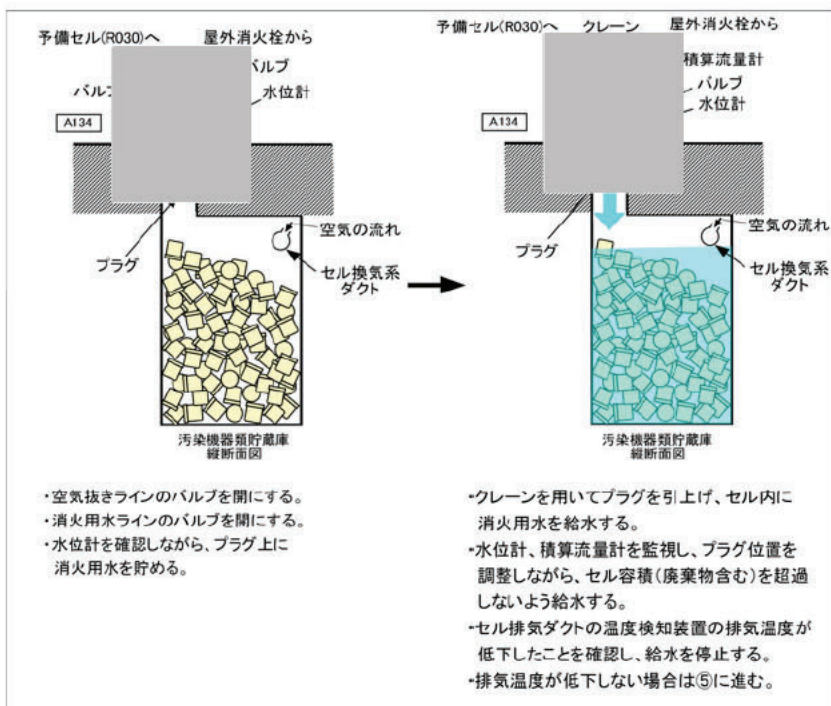 予備セル(R030)へ
屋外消火栓から
バルブ
バルブ
水位計
A134
プラグ
空気の流れ
セル換気系
ダクト
汚染機器類貯蔵庫
縦断面図
・空気抜きラインのバルブを開にする。
・消火用水ラインのバルブを開にする。
・水位計を確認しながら、プラグ上に
消火用水を貯める。
予備セル(R030)へ
クレーン
屋外消火栓から
積算流量計
バルブ
水位計
A134
プラグ
空気の流れ
セル換気系
ダクト
汚染機器類貯蔵庫
縦断面図
・クレーンを用いてプラグを引上げ、セル内に
消火用水を給水する。
・水位計、積算流量計を監視し、プラグ位置を
調整しながら、セル容積(廃棄物含む)を超過
しないよう給水する。
・セル排気ダクトの温度検知装置の排気温度が
低下したことを確認し、給水を停止する。
・排気温度が低下しない場合は⑤に進む。